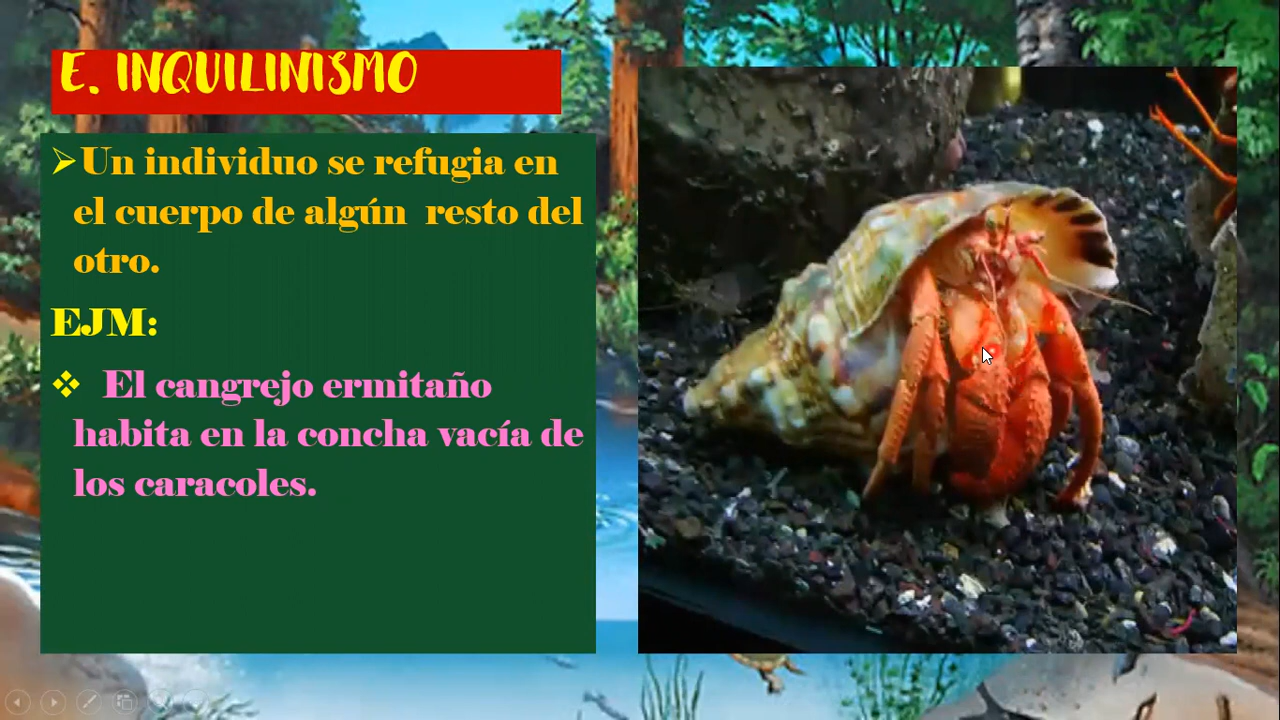 E. INQUILINISMO
Un individuo se refugia en
el cuerpo de algún resto del
otro.
EJM:
El cangrejo ermitaño
habita en la concha vacía de
los caracoles.